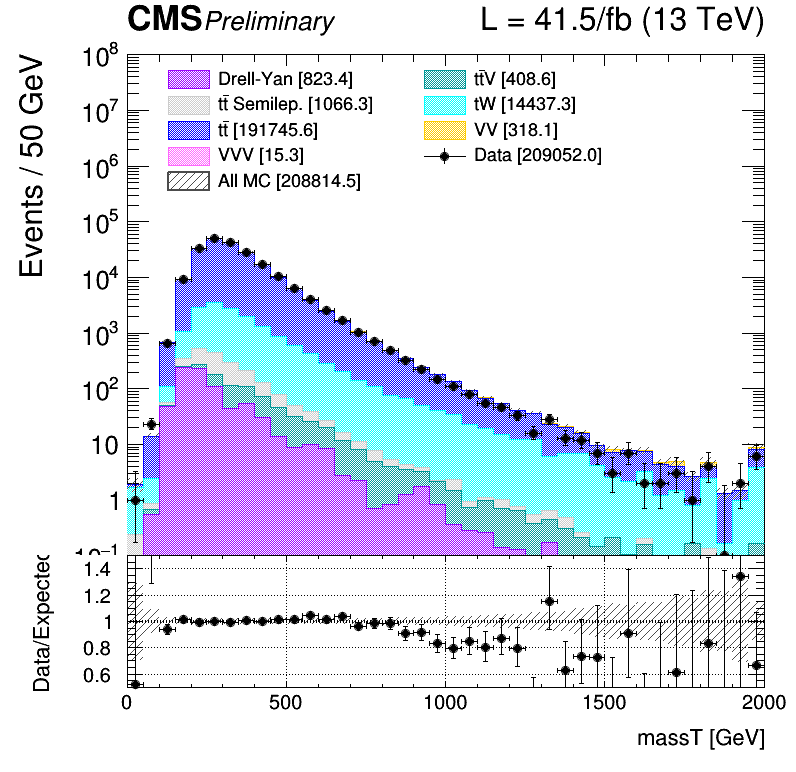 CMS Preliminary L = 41.5/fb (13 TeV)
Events / 50 GeV
10⁸
10⁷
10⁶
10⁵
10⁴
10³
10²
10
1
10⁻¹
Drell-Yan [823.4]
tt̄ Semilep. [1066.3]
tt̄ [191745.6]
VVV [15.3]
All MC [208814.5]
tt̄V [408.6]
tW [14437.3]
VV [318.1]
Data [209052.0]
Data/Expected
1.4
1.2
1
0.8
0.6
0 500 1000 1500 2000
massT [GeV]